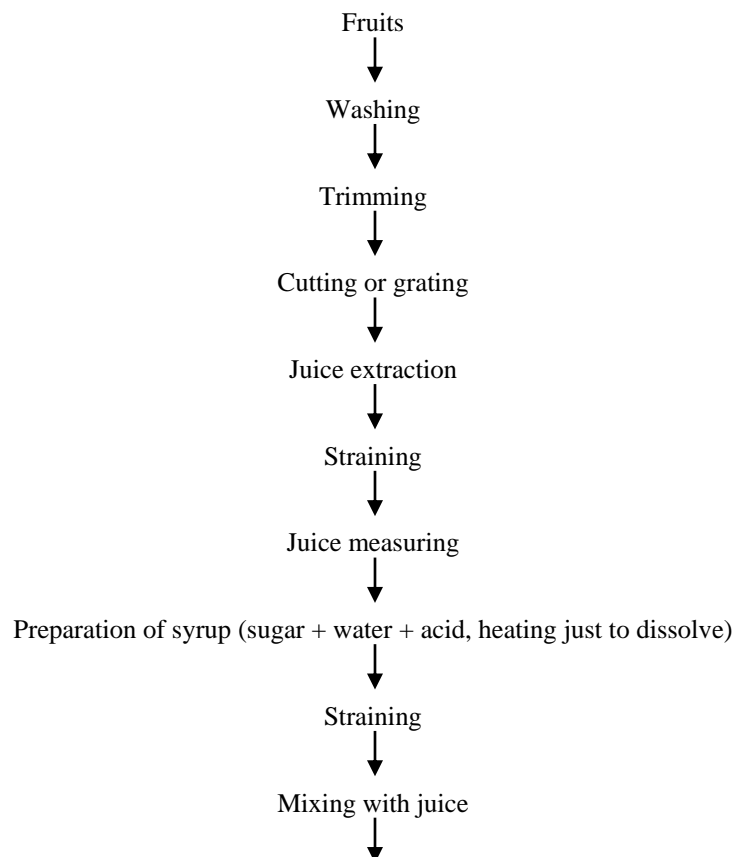 Fruits
Washing
Trimming
Cutting or grating
Juice extraction
Straining
Juice measuring
Preparation of syrup (sugar + water + acid, heating just to dissolve)
Straining
Mixing with juice